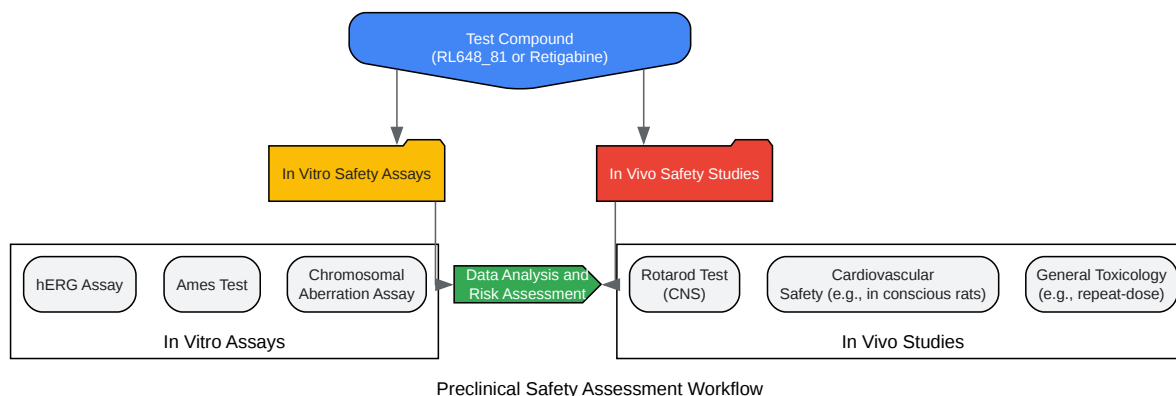 Test Compound
(RL648_81 or Retigabine)
In Vitro Safety Assays
In Vivo Safety Studies
hERG Assay
Ames Test
Chromosomal
Aberration Assay
Data Analysis and
Risk Assessment
Rotarod Test
(CNS)
Cardiovascular
Safety (e.g., in conscious rats)
General Toxicology
(e.g., repeat-dose)
In Vitro Assays
In Vivo Studies
Preclinical Safety Assessment Workflow